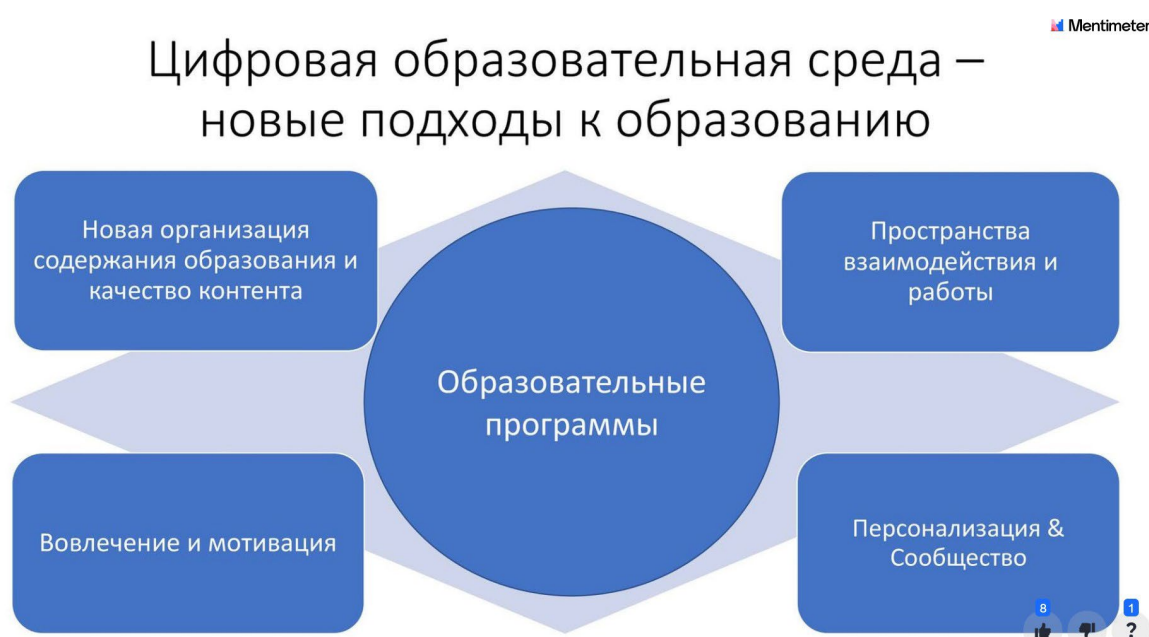 Mentimeter
Цифровая образовательная среда –
новые подходы к образованию
Новая организация
содержания образования и
качество контента
Пространства
взаимодействия и
работы
Образовательные
программы
Вовлечение и мотивация
Персонализация &
Сообщество
8
1
?